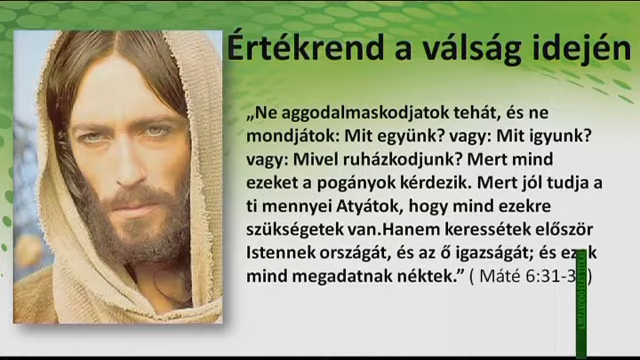 Értékrend a válság idején
„Ne aggodalmaskodjatok tehát, és ne
mondjátok: Mit együnk? vagy: Mit igyunk?
vagy: Mivel ruházkodjunk? Mert mind
ezeket a pogányok kérdezik. Mert jól tudja a
ti mennyei Atyátok, hogy mind ezekre
szükségetek van.Hanem keressétek először
Istennek országát, és az ő igazságát; és ezek
mind megadatnak néktek.” ( Máté 6:31-3 )